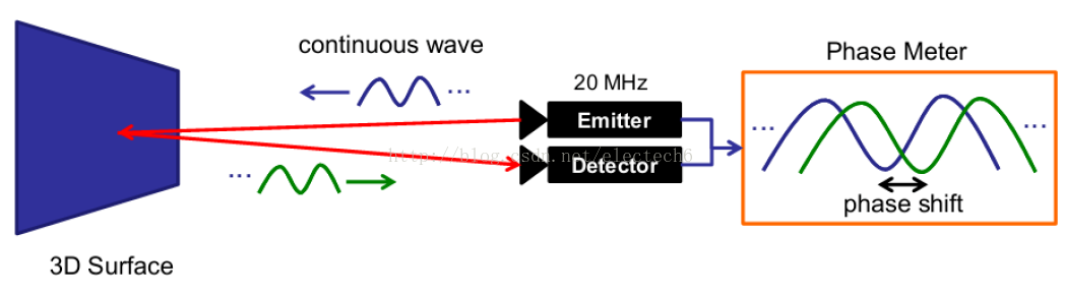 continuous wave
Phase Meter
20 MHz
...
Emitter
...
...
http://blog.csdn.net/electech6
Detector
...
phase shift
3D Surface